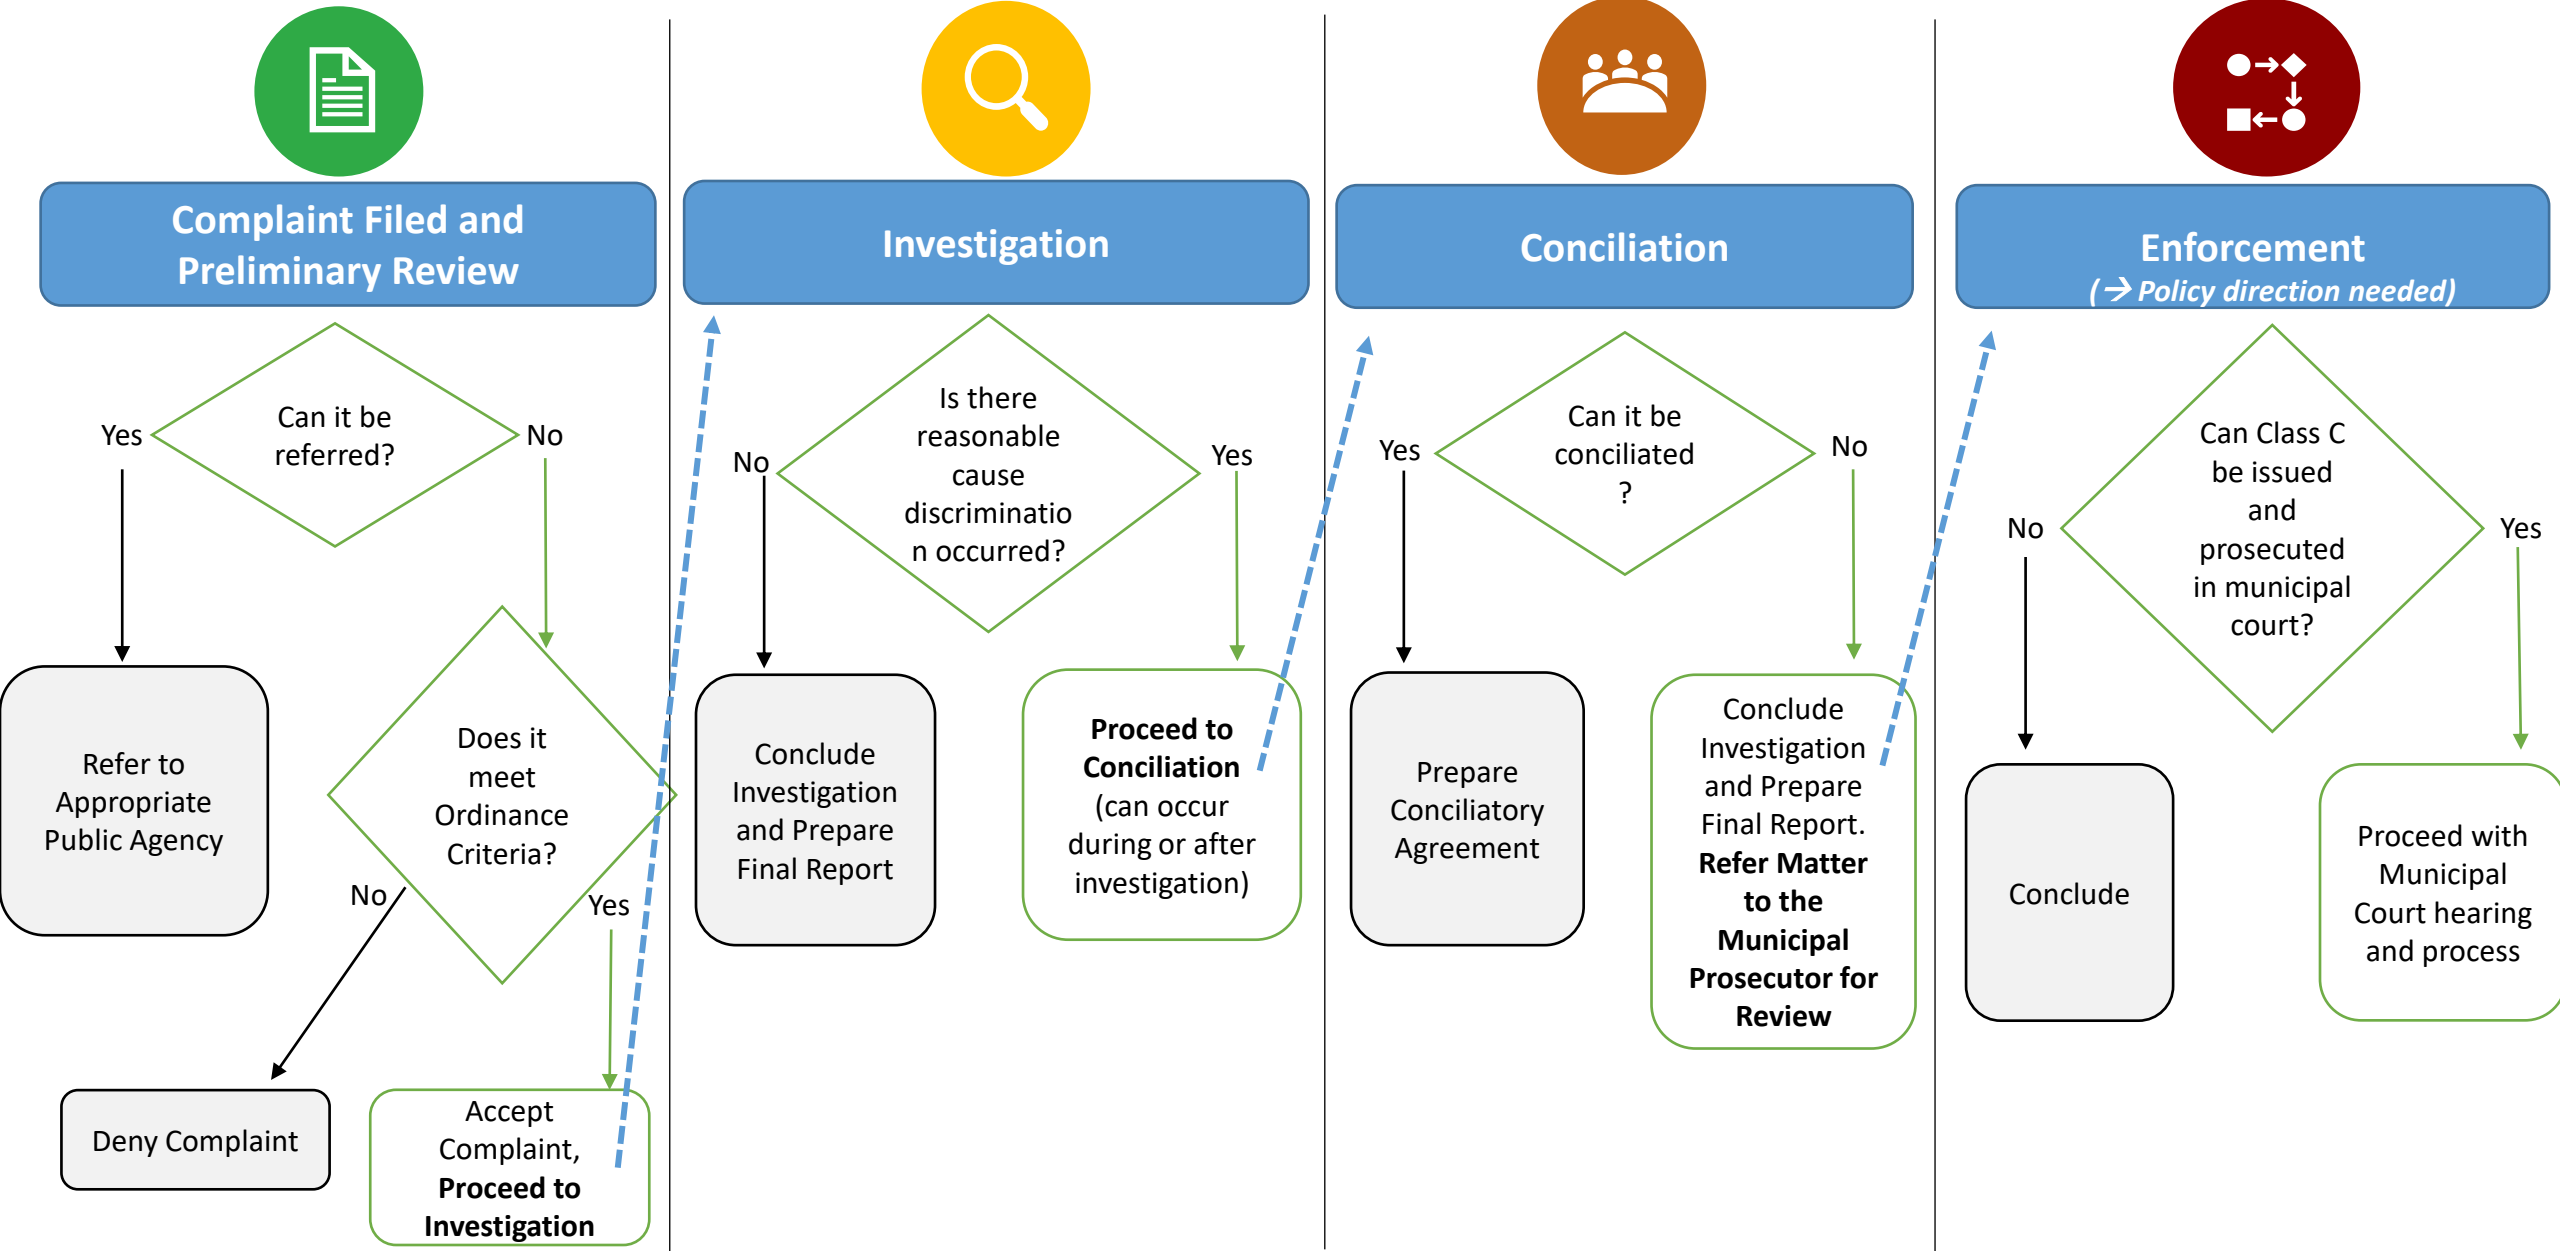 Complaint Filed and
Preliminary Review
Can it be
referred?
Yes
No
Refer to
Appropriate
Public Agency
Does it
meet
Ordinance
Criteria?
No
Yes
Deny Complaint
Accept
Complaint,
Proceed to
Investigation
Investigation
Is there
reasonable
cause
discriminatio
n occurred?
No
Yes
Conclude
Investigation
and Prepare
Final Report
Proceed to
Conciliation
(can occur
during or after
investigation)
Conciliation
Can it be
conciliated
?
Yes
No
Prepare
Conciliatory
Agreement
Conclude
Investigation
and Prepare
Final Report.
Refer Matter
to the
Municipal
Prosecutor for
Review
Enforcement
(→ Policy direction needed)
Can Class C
be issued
and
prosecuted
in municipal
court?
No
Yes
Conclude
Proceed with
Municipal
Court hearing
and process